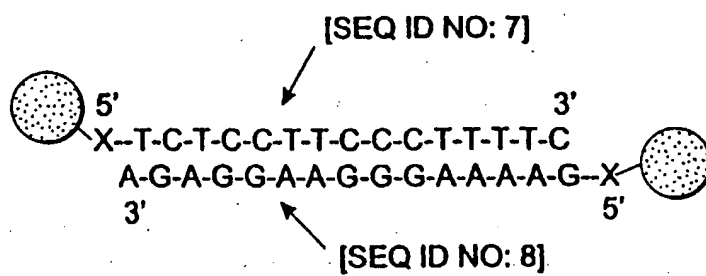 [SEQ ID NO: 7]
5' 3'
X--T-C-T-C-C-T-T-C-C-C-T-T-T-T-C
A-G-A-G-G-A-A-G-G-G-A-A-A-A-G--X
3' 5'
[SEQ ID NO: 8]